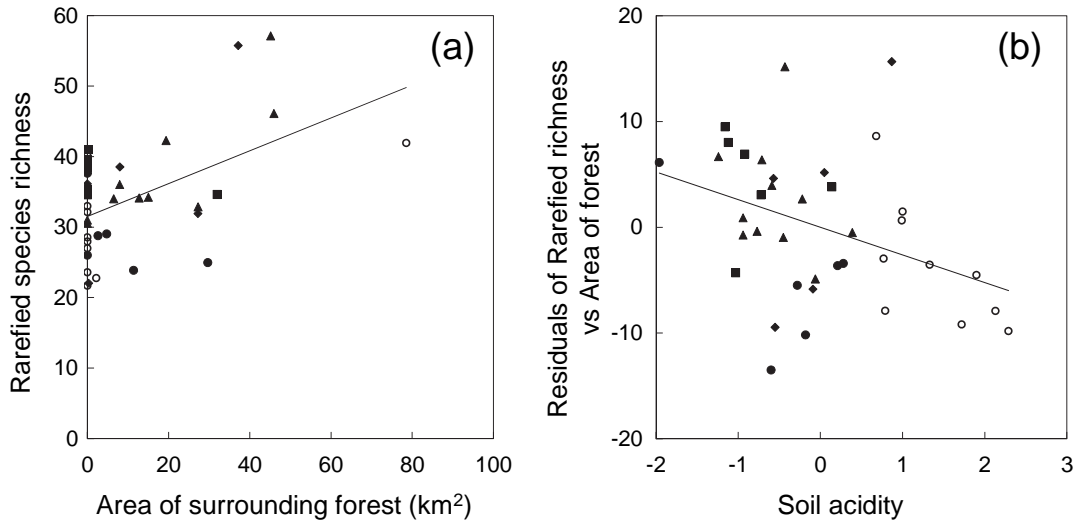 (a)
Rarefied species richness
60
50
40
30
20
10
0
0 20 40 60 80 100
Area of surrounding forest (km²)
(b)
Residuals of Rarefied richness
vs Area of forest
20
10
0
-10
-20
-2 -1 0 1 2 3
Soil acidity